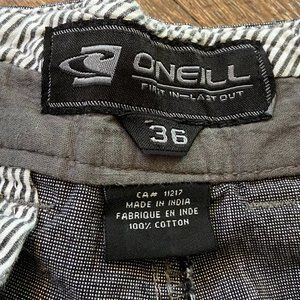 ONEILL
FIRST IN—LAST OUT
36
CA# 11217
MADE IN INDIA
FABRIQUE EN INDE
100% COTTON